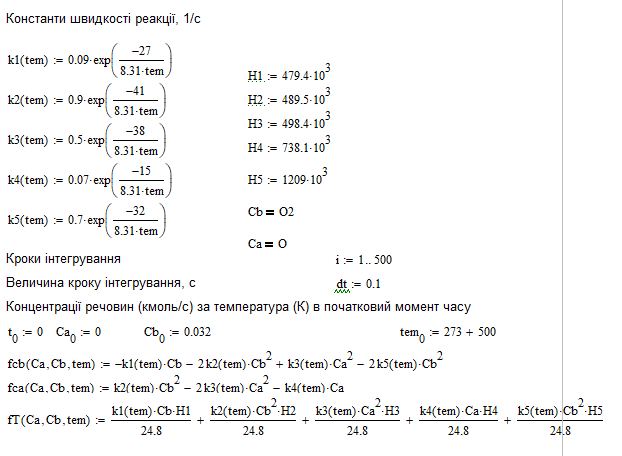 Константи швидкості реакції, 1/с
k1(tem) := 0.09·exp(−27/(8.31·tem))
H1 := 479.4·10^3
k2(tem) := 0.9·exp(−41/(8.31·tem))
H2 := 489.5·10^3
k3(tem) := 0.5·exp(−38/(8.31·tem))
H3 := 498.4·10^3
H4 := 738.1·10^3
k4(tem) := 0.07·exp(−15/(8.31·tem))
H5 := 1209·10^3
k5(tem) := 0.7·exp(−32/(8.31·tem))
Cb = O2
Ca = O
Кроки інтегрування i := 1.. 500
Величина кроку інтегрування, с dt := 0.1
Концентрації речовин (кмоль/с) за температура (К) в початковий момент часу
t_0 := 0 Ca_0 := 0 Cb_0 := 0.032 tem_0 := 273 + 500
fcb(Ca,Cb,tem) := −k1(tem)·Cb − 2k2(tem)·Cb^2 + k3(tem)·Ca^2 − 2k5(tem)·Cb^2
fca(Ca,Cb,tem) := k2(tem)·Cb^2 − 2k3(tem)·Ca^2 − k4(tem)·Ca
fT(Ca,Cb,tem) := k1(tem)·Cb·H1/24.8 + k2(tem)·Cb^2·H2/24.8 + k3(tem)·Ca^2·H3/24.8 + k4(tem)·Ca·H4/24.8 + k5(tem)·Cb^2·H5/24.8